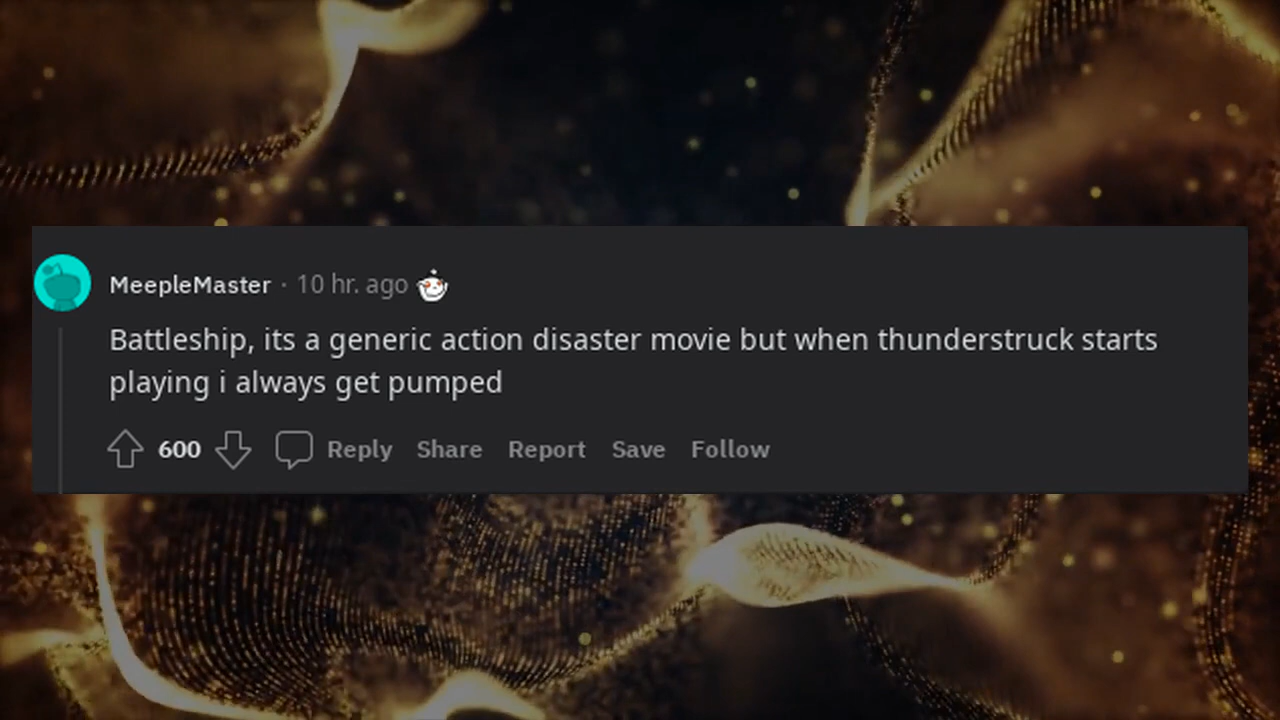 MeepleMaster · 10 hr. ago
Battleship, its a generic action disaster movie but when thunderstruck starts
playing i always get pumped
600 Reply Share Report Save Follow